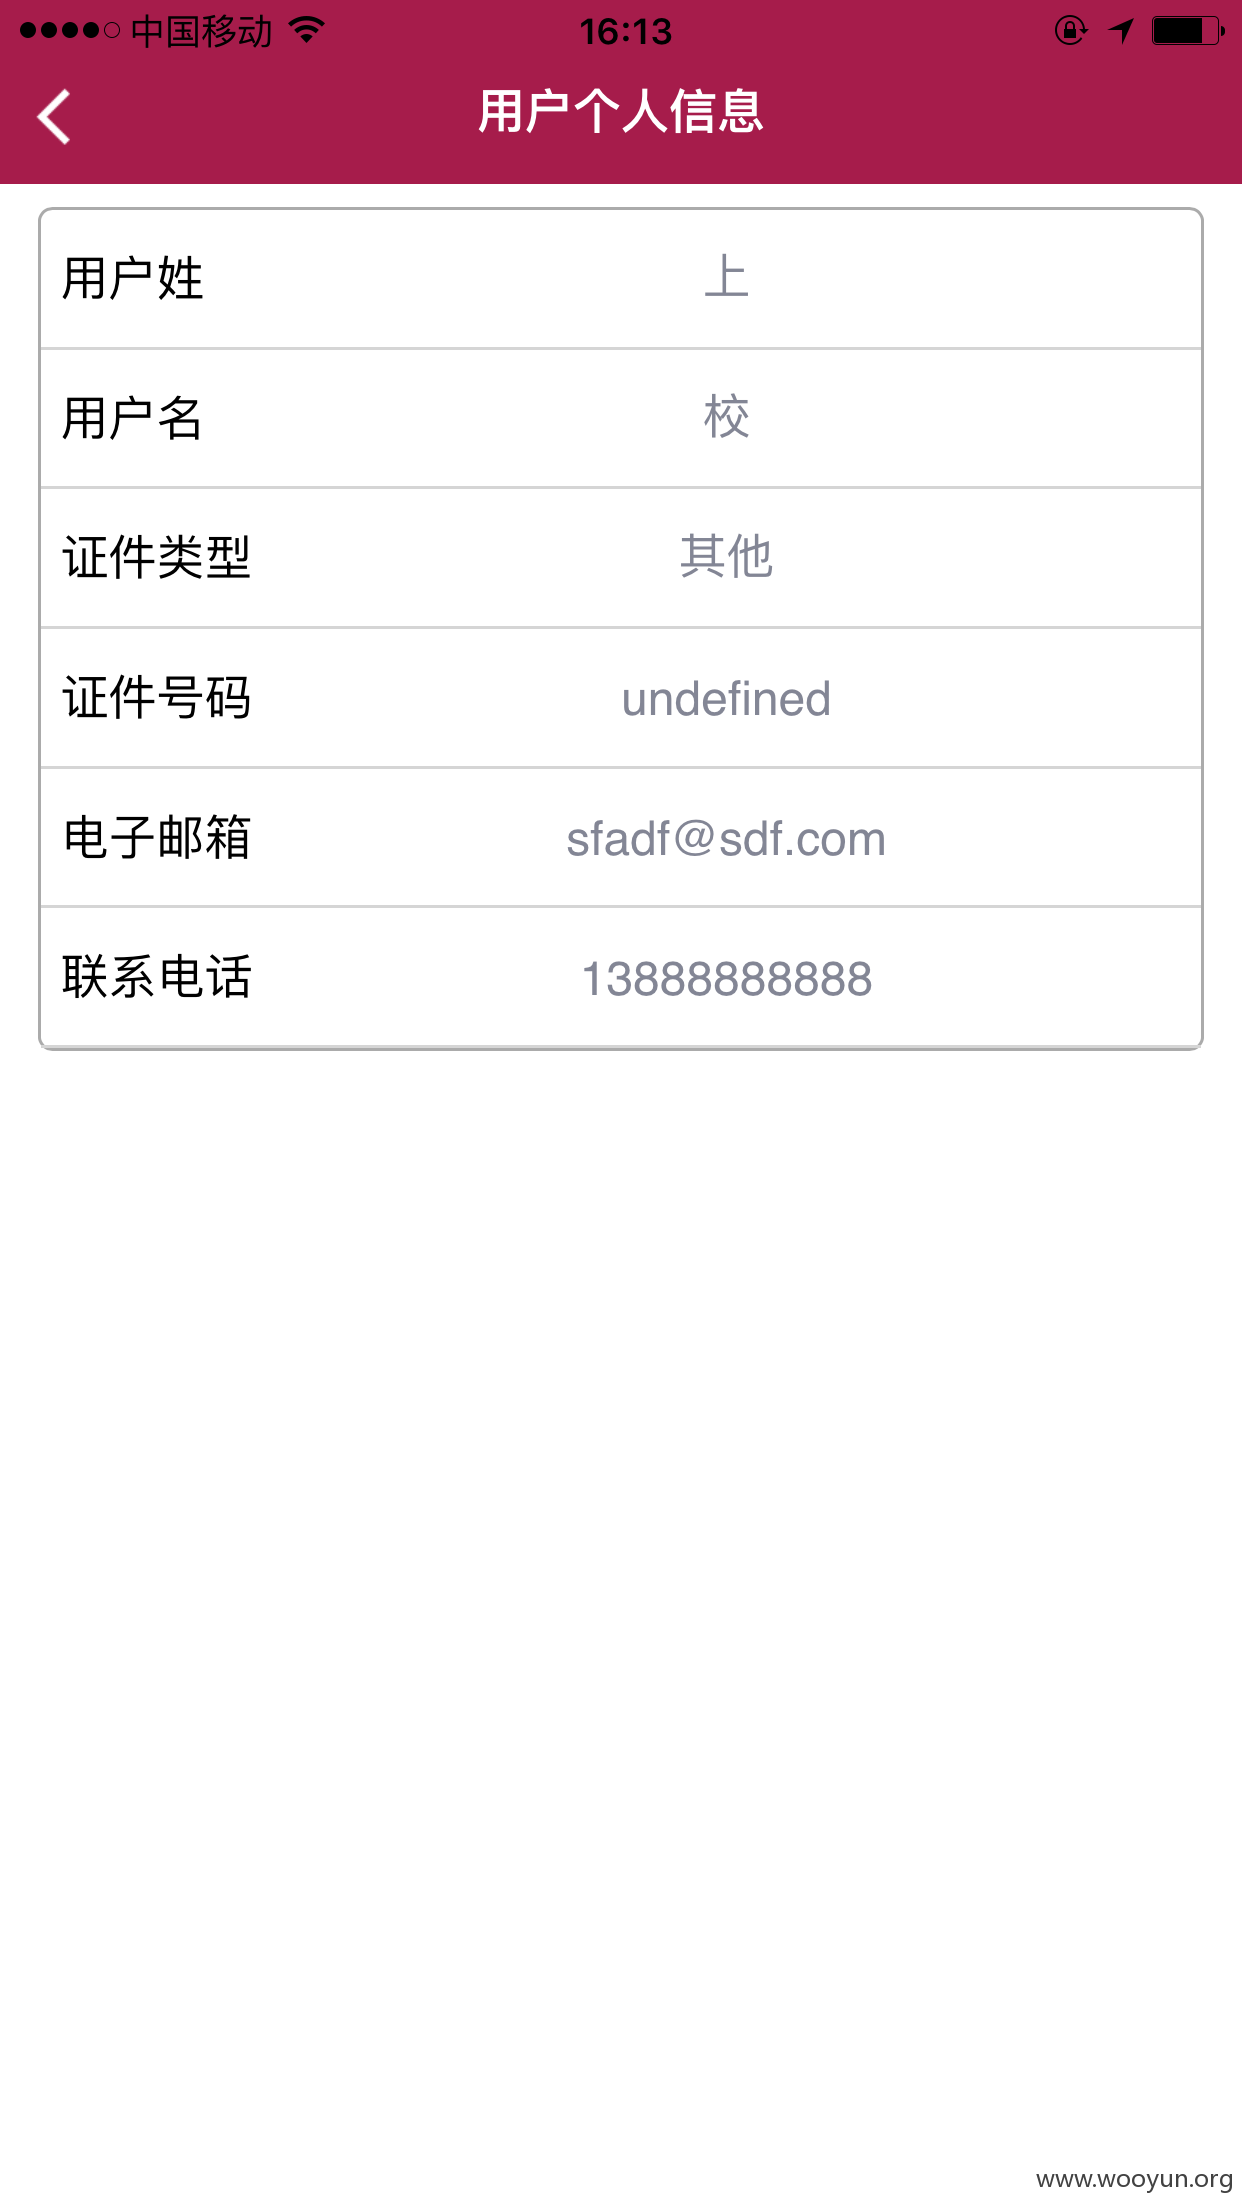 中国移动 16:13
用户个人信息
用户姓 上
用户名 校
证件类型 其他
证件号码 undefined
电子邮箱 sfadf@sdf.com
联系电话 13888888888
www.wooyun.org